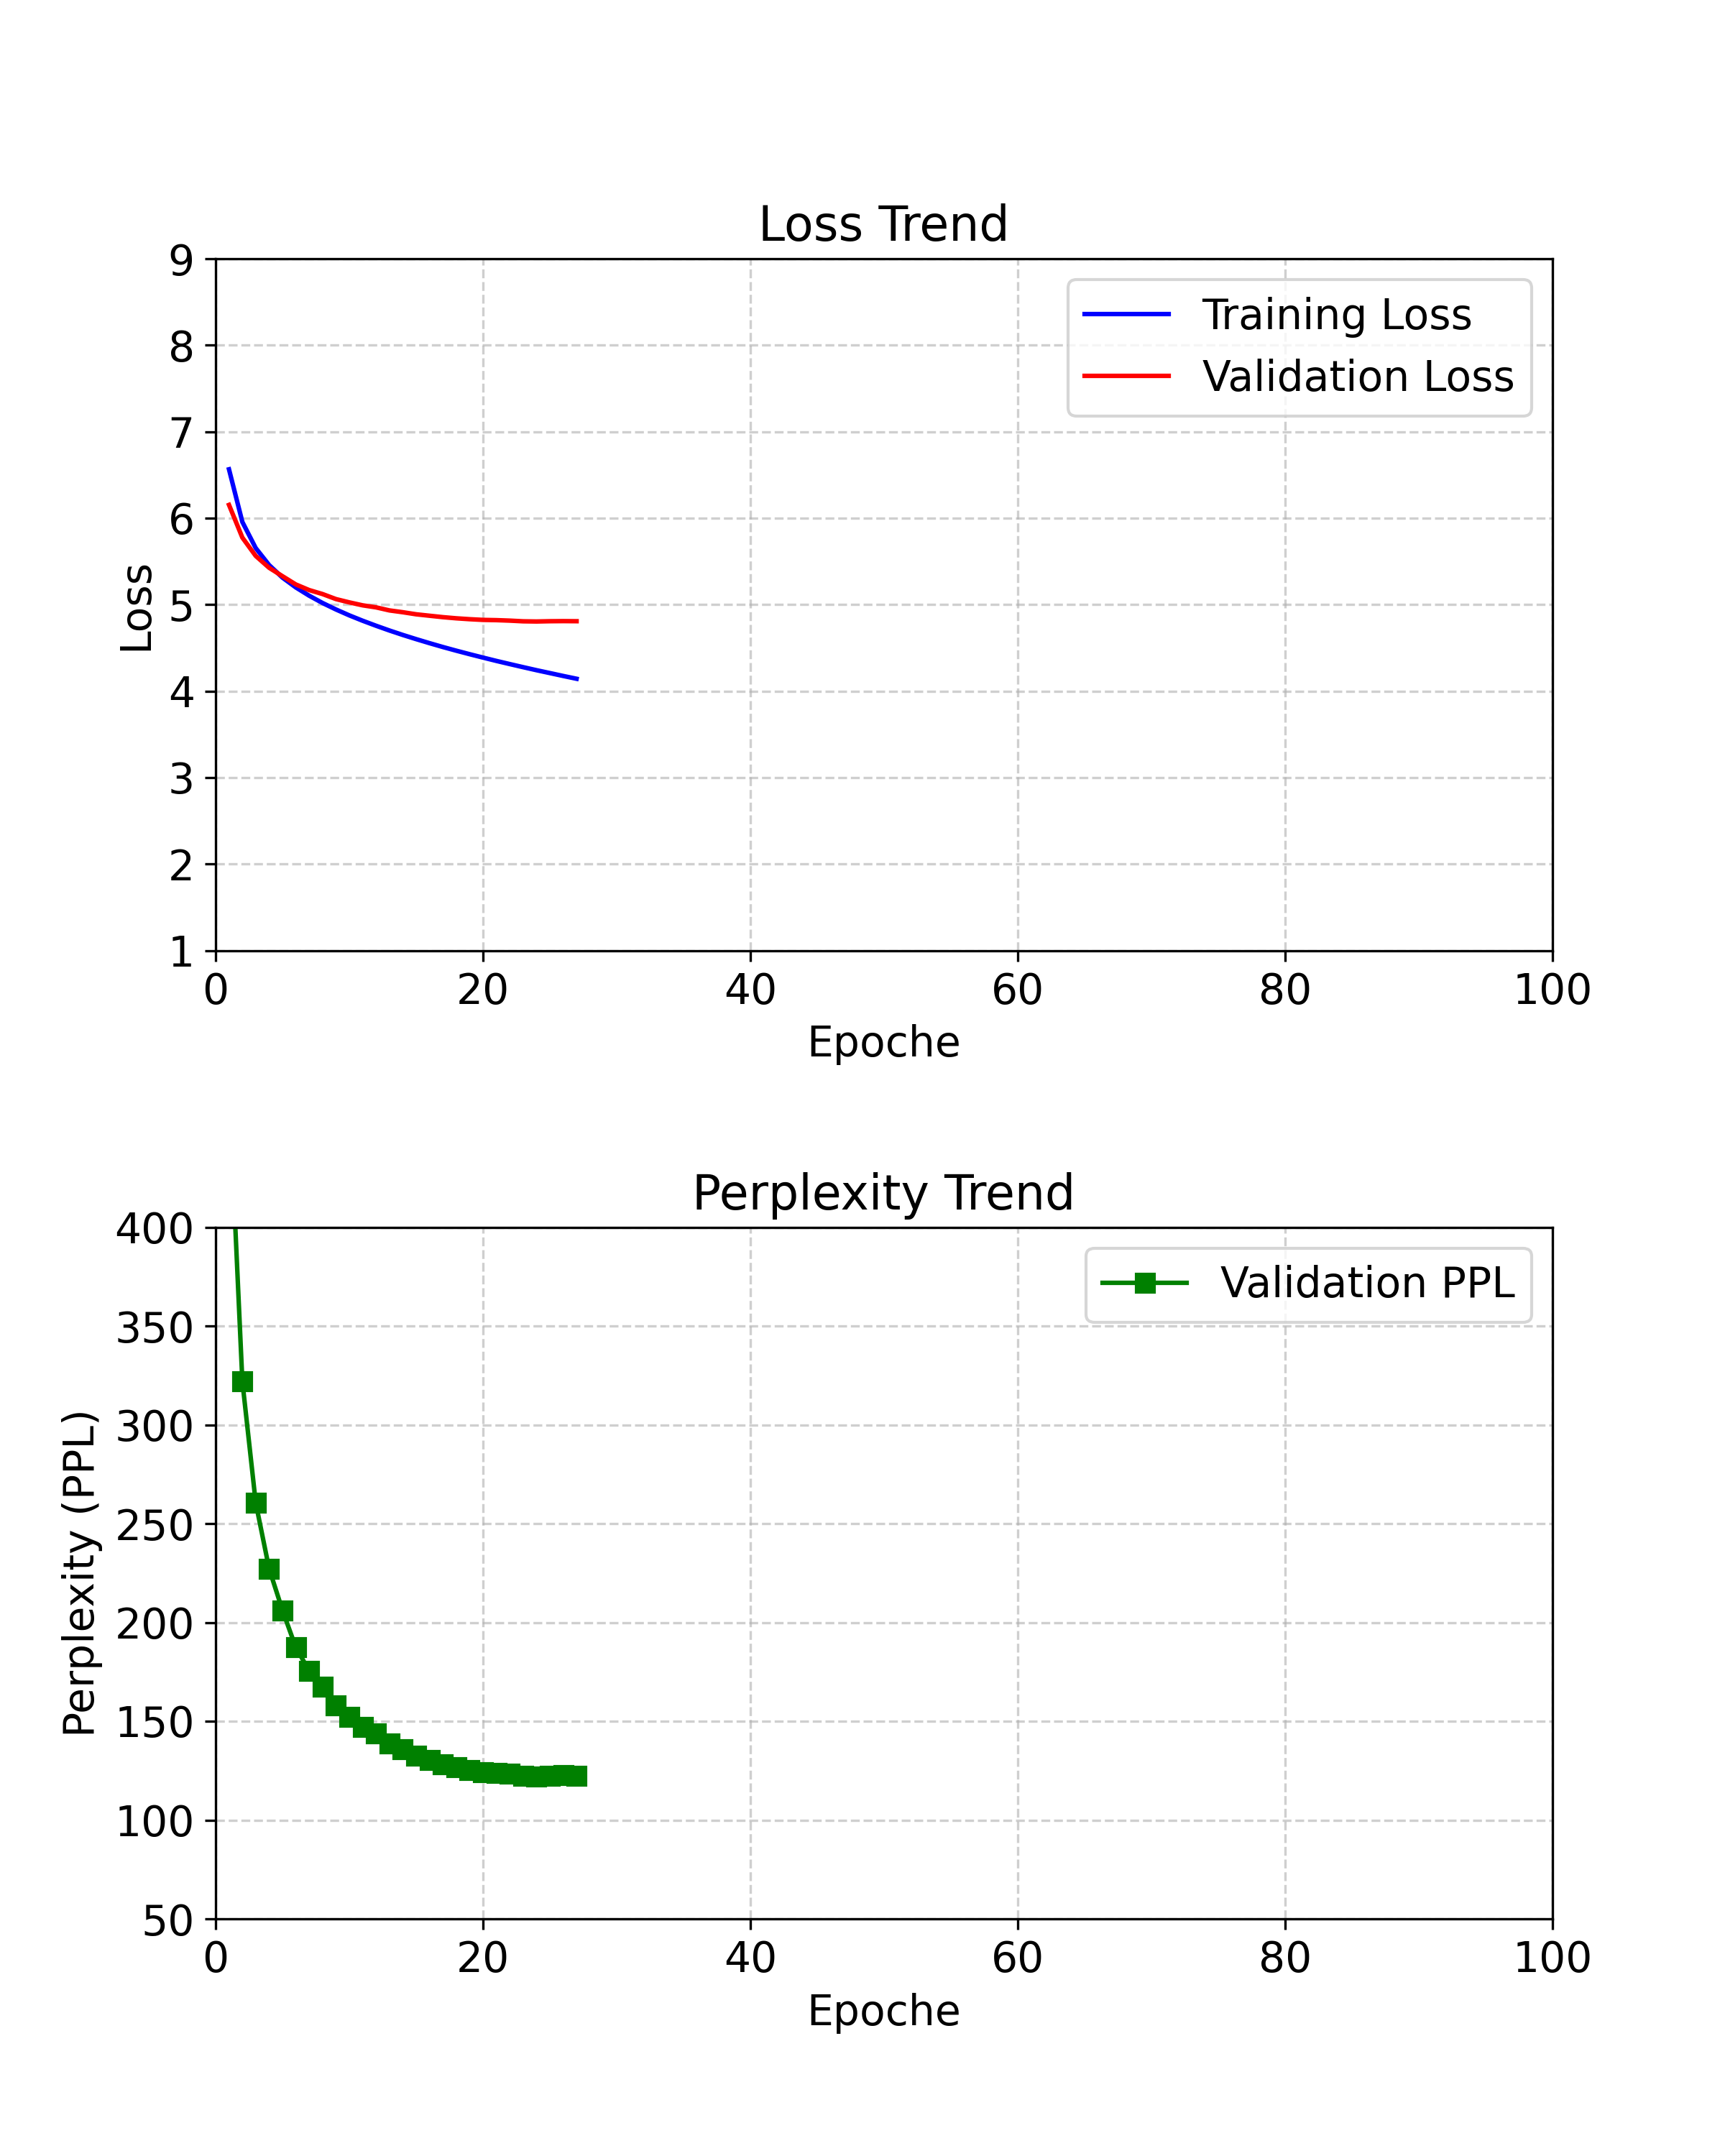 Loss Trend
9
8
7
6
5
4
3
2
1
Loss
Training Loss
Validation Loss
0 20 40 60 80 100
Epoche
Perplexity Trend
400
350
300
250
200
150
100
50
Perplexity (PPL)
Validation PPL
0 20 40 60 80 100
Epoche